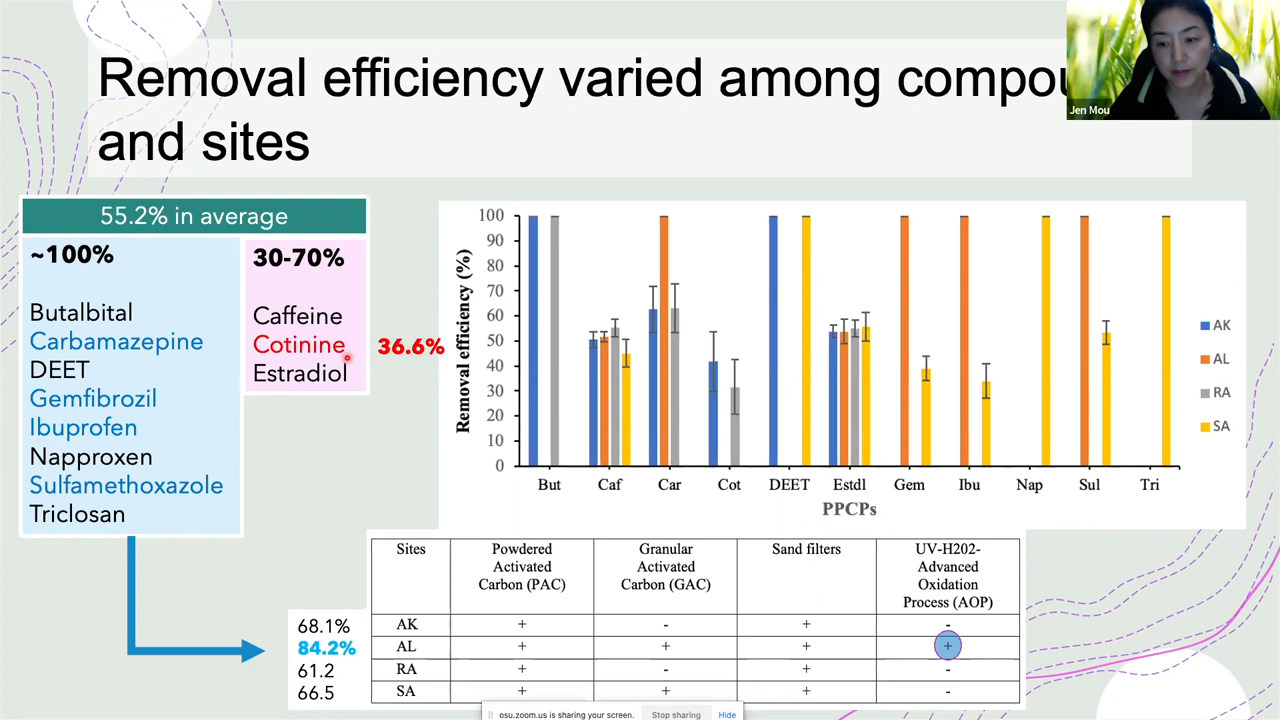 Removal efficiency varied among compou
and sites
Jen Mou
55.2% in average
~100%
Butalbital
Carbamazepine
DEET
Gemfibrozil
Ibuprofen
Napproxen
Sulfamethoxazole
Triclosan
30-70%
Caffeine
Cotinine
Estradiol
36.6%
Removal efficiency (%)
100
90
80
70
60
50
40
30
20
10
0
But Caf Car Cot DEET Estdl Gem Ibu Nap Sul Tri
PPCPs
AK
AL
RA
SA
Sites
Powdered
Activated
Carbon (PAC)
Granular
Activated
Carbon (GAC)
Sand filters
UV-H202-
Advanced
Oxidation
Process (AOP)
68.1% AK + - + -
84.2% AL + + + +
61.2 RA + - + -
66.5 SA + + + -
osu.zoom.us is sharing your screen. Stop sharing Hide